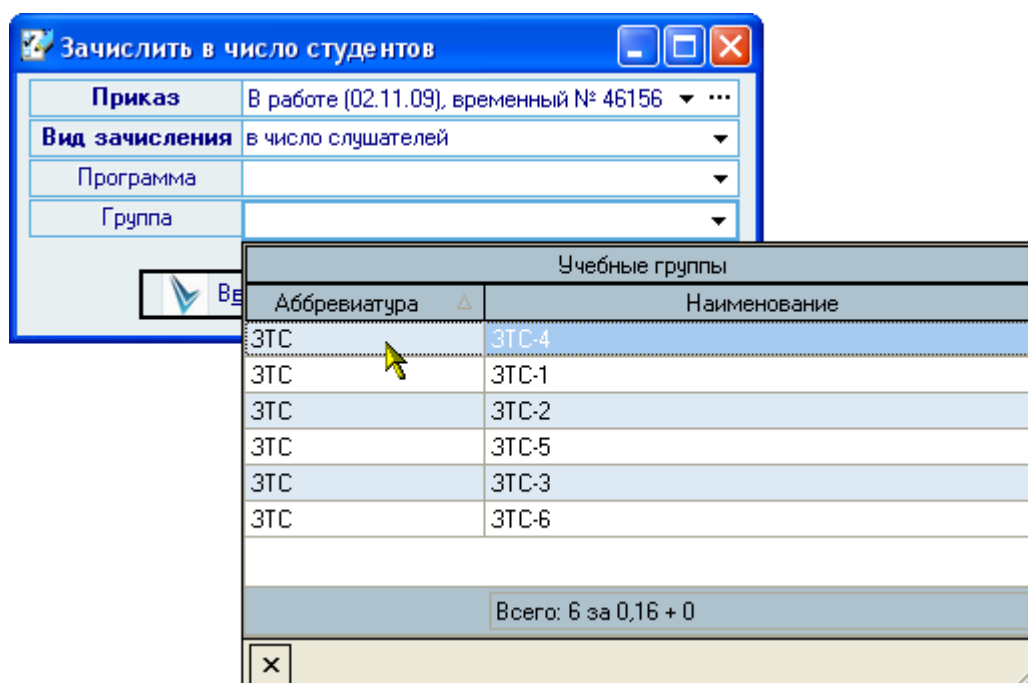 Зачислить в число студентов
Приказ В работе (02.11.09), временный № 46156
Вид зачисления в число слушателей
Программа
Группа
Учебные группы
Аббревиатура Наименование
ЗТС ЗТС-4
ЗТС ЗТС-1
ЗТС ЗТС-2
ЗТС ЗТС-5
ЗТС ЗТС-3
ЗТС ЗТС-6
Всего: 6 за 0,16 + 0